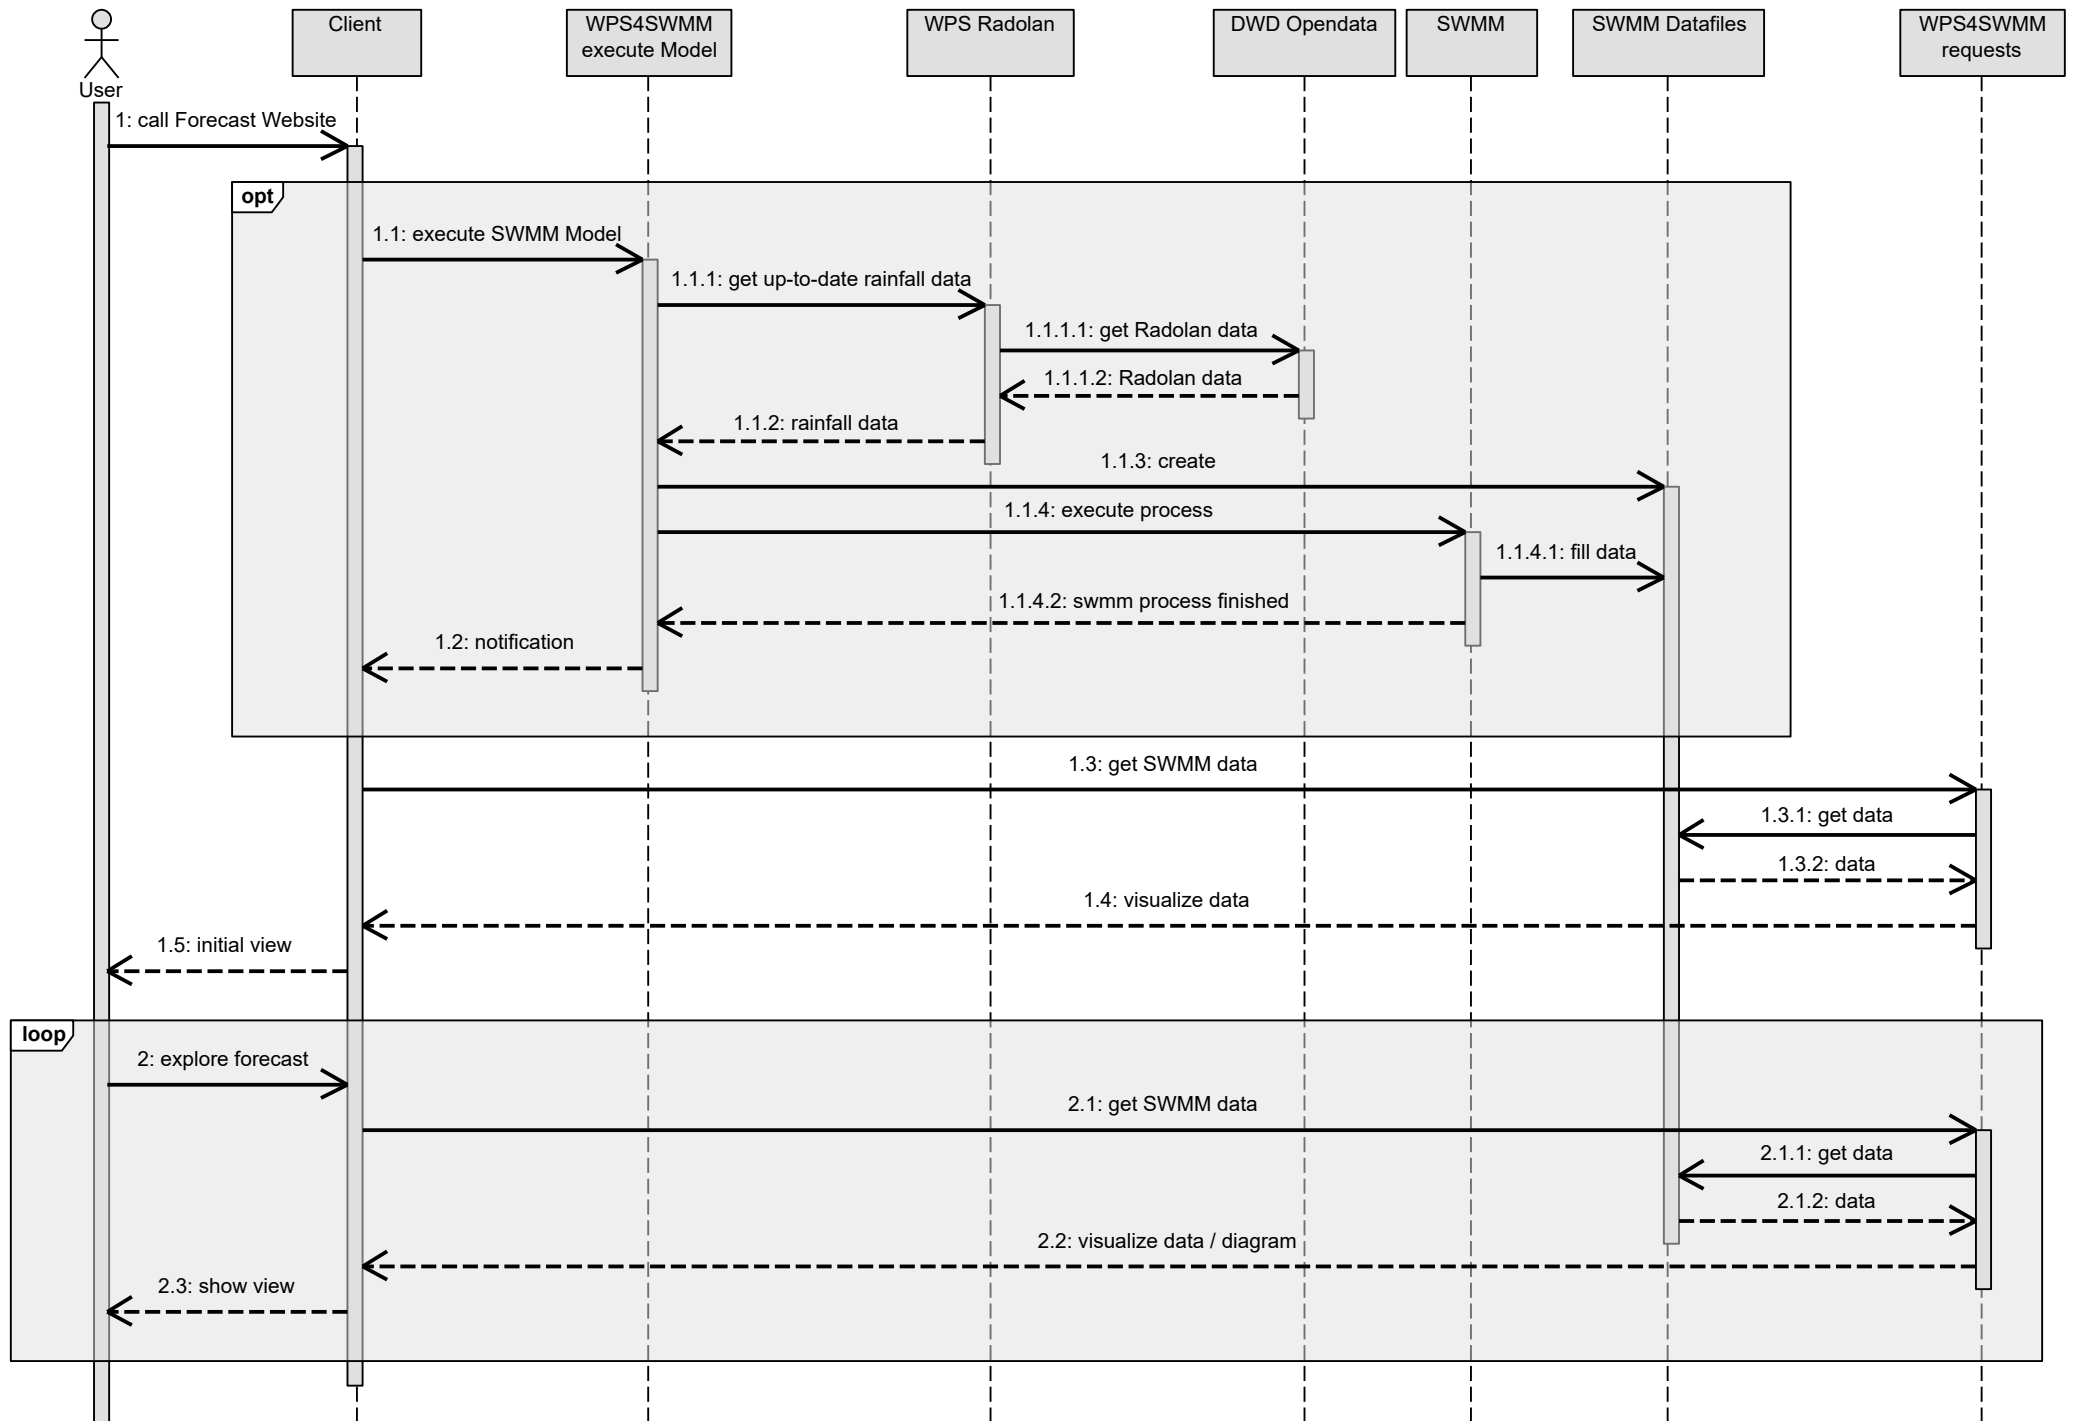 Client
WPS4SWMM
execute Model
WPS Radolan
DWD Opendata
SWMM
SWMM Datafiles
WPS4SWMM
requests
User
1: call Forecast Website
opt
1.1: execute SWMM Model
1.1.1: get up-to-date rainfall data
1.1.1.1: get Radolan data
1.1.1.2: Radolan data
1.1.2: rainfall data
1.1.3: create
1.1.4: execute process
1.1.4.1: fill data
1.1.4.2: swmm process finished
1.2: notification
1.3: get SWMM data
1.3.1: get data
1.3.2: data
1.4: visualize data
1.5: initial view
loop
2: explore forecast
2.1: get SWMM data
2.1.1: get data
2.1.2: data
2.2: visualize data / diagram
2.3: show view